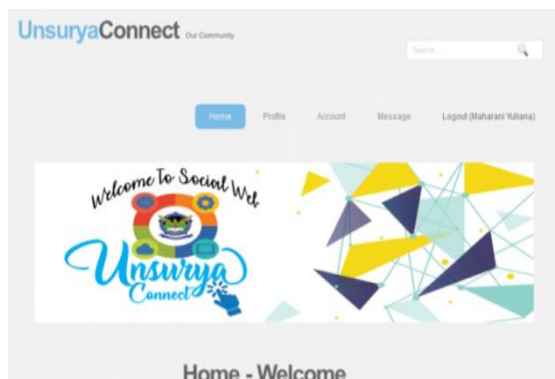 UnsuryaConnect Our Community
Search
Home Profile Account Message Logout (Maharani Yuliana)
Welcome To Social Web
Unsurya
Connect
Home - Welcome